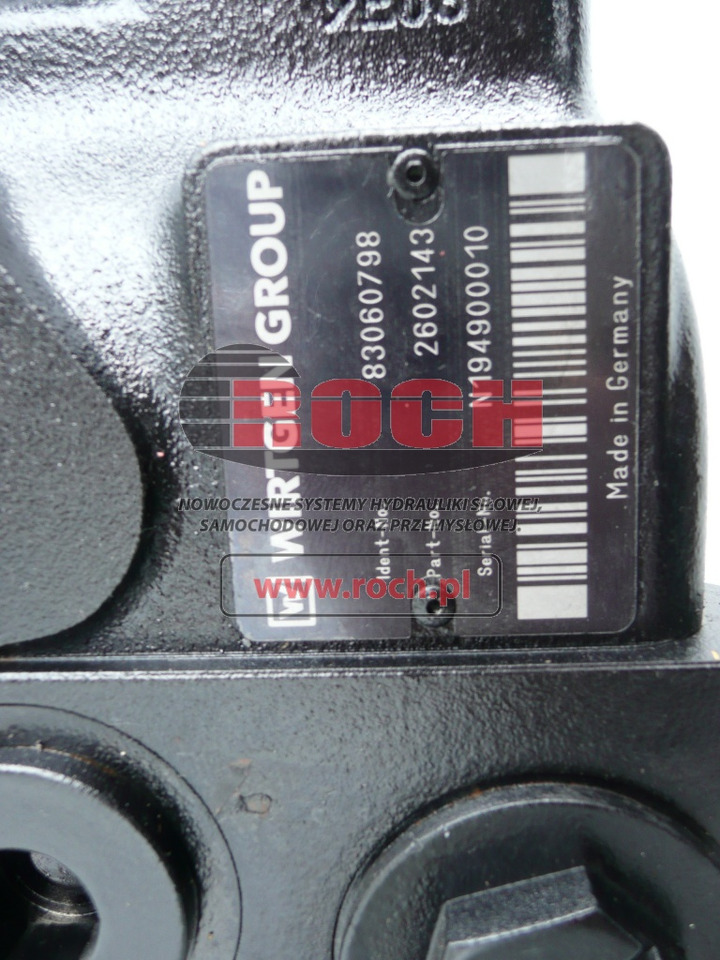 WIRTGEN GROUP
Ident-No. 83060798
Part-No. 2602143
Serial-No. N194900010
Made in Germany
ROCH
NOWOCZESNE SYSTEMY HYDRAULIKI SIŁOWEJ,
SAMOCHODOWEJ ORAZ PRZEMYSŁOWEJ.
www.roch.pl